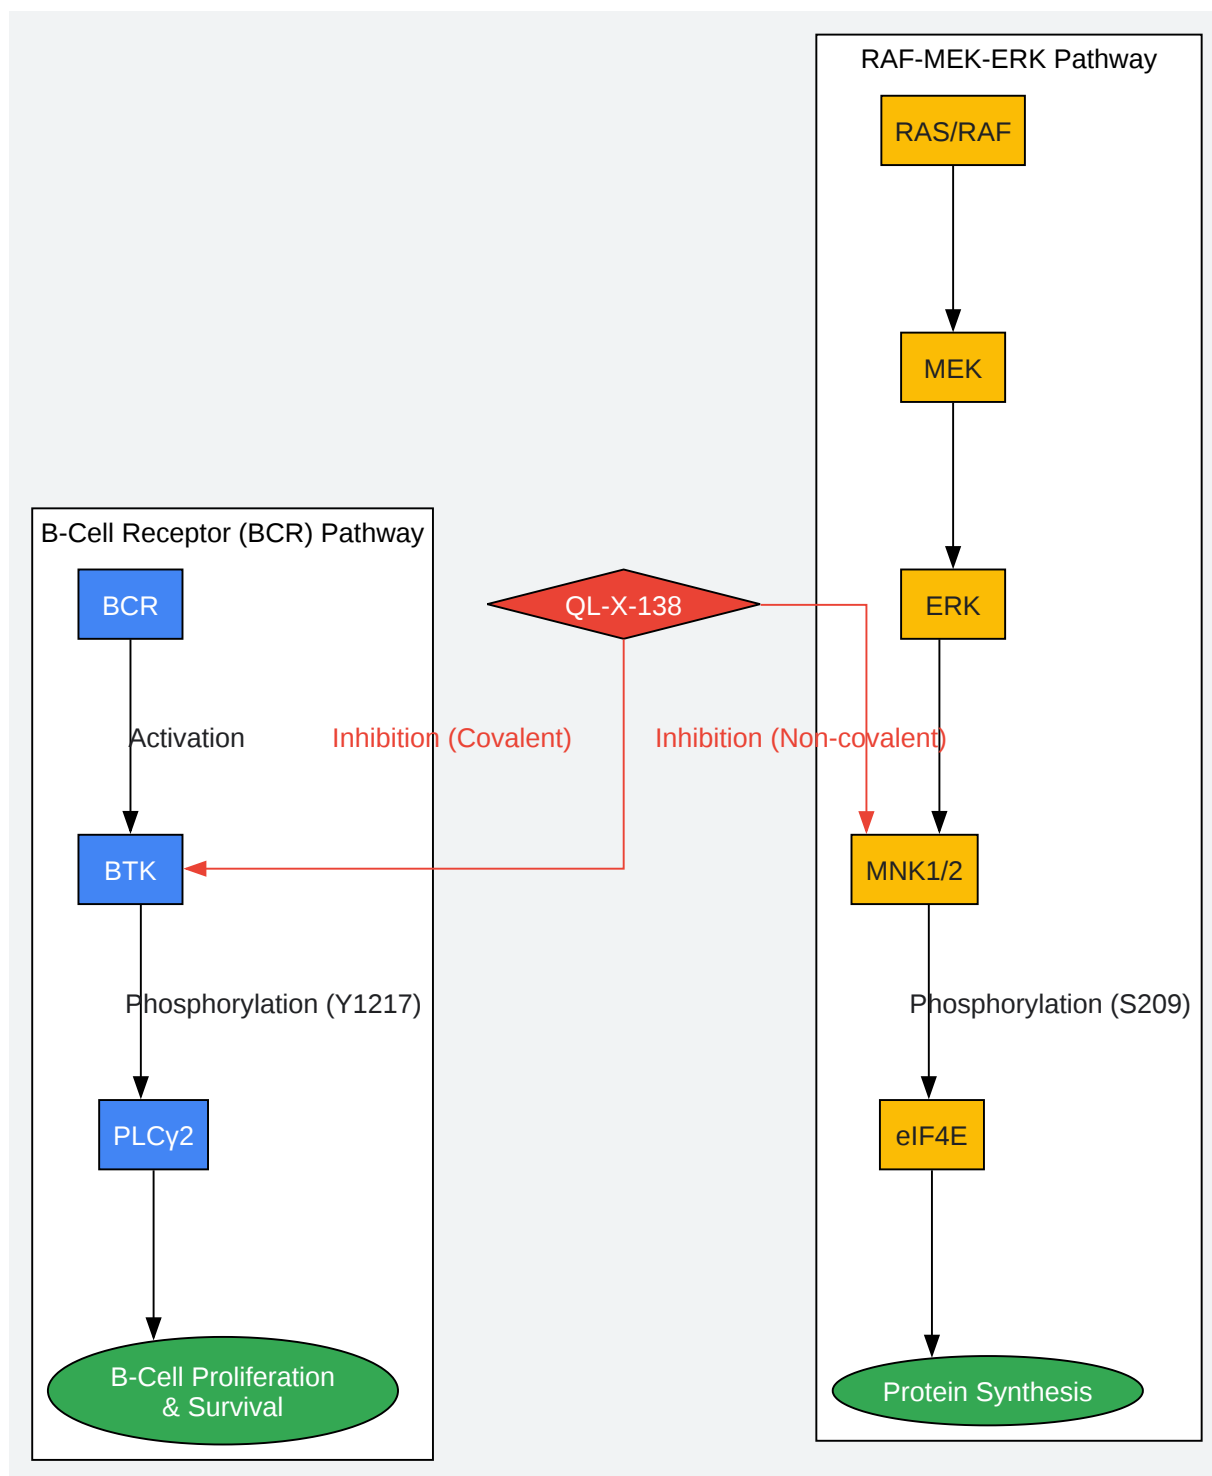 RAF-MEK-ERK Pathway
RAS/RAF
MEK
B-Cell Receptor (BCR) Pathway
BCR
QL-X-138
ERK
Activation
Inhibition (Covalent)
Inhibition (Non-covalent)
BTK
MNK1/2
Phosphorylation (Y1217)
Phosphorylation (S209)
PLCγ2
eIF4E
B-Cell Proliferation
& Survival
Protein Synthesis